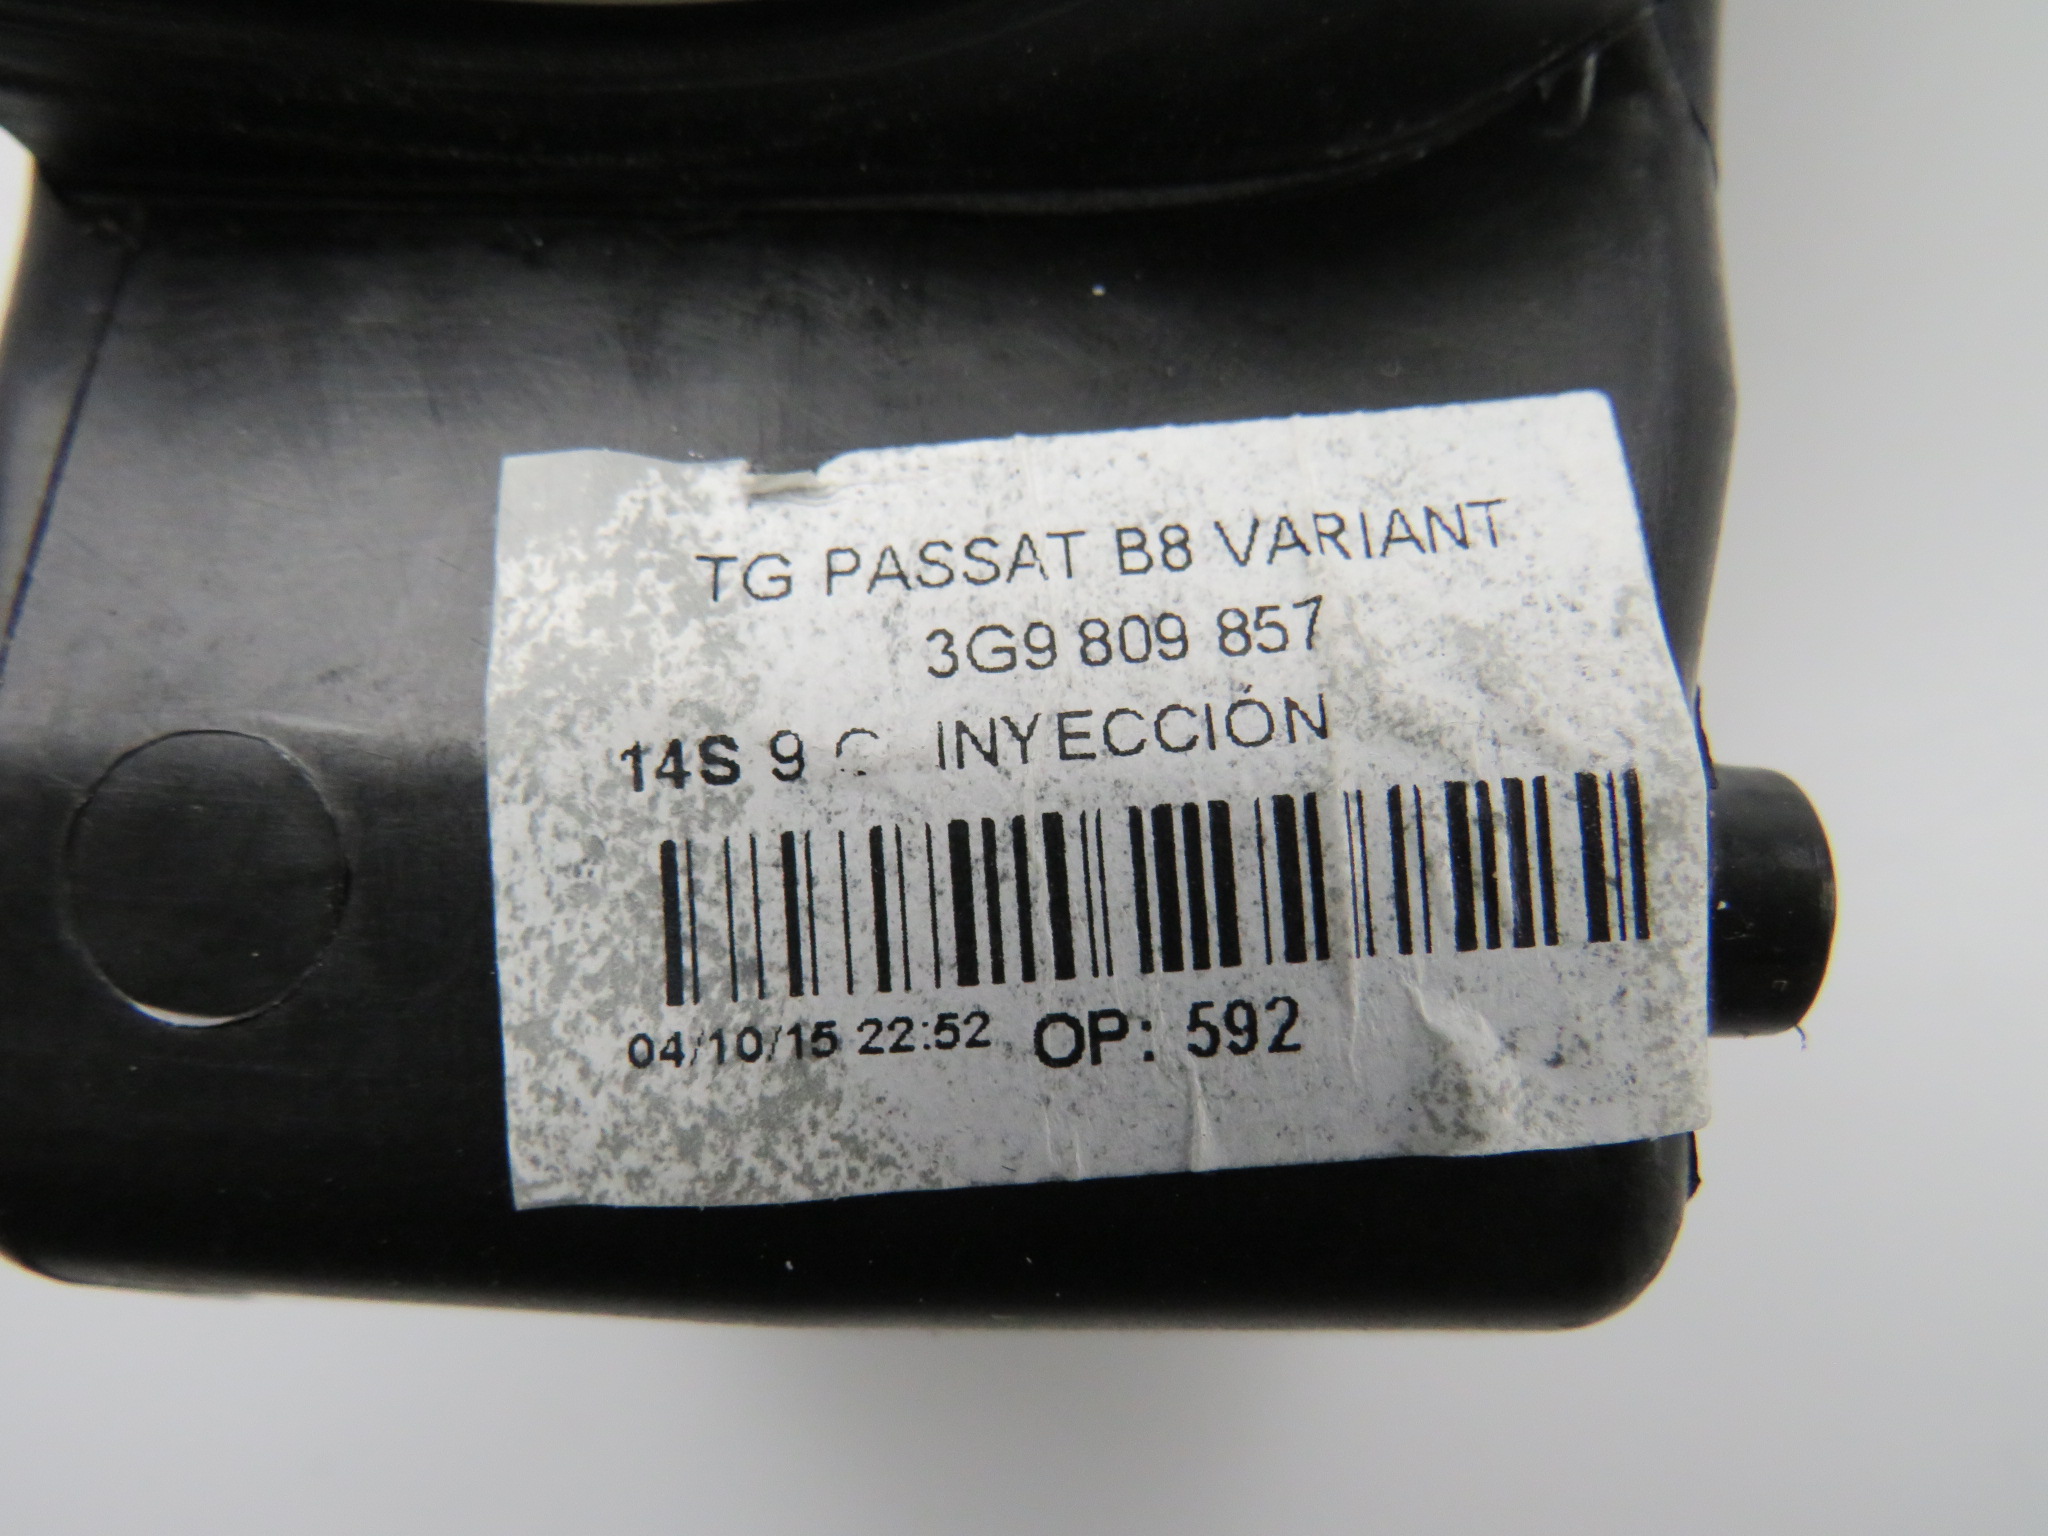 TG PASSAT B8 VARIANT
3G9 809 857
14S 9 INYECCIÓN
04/10/15 22:52 OP: 592